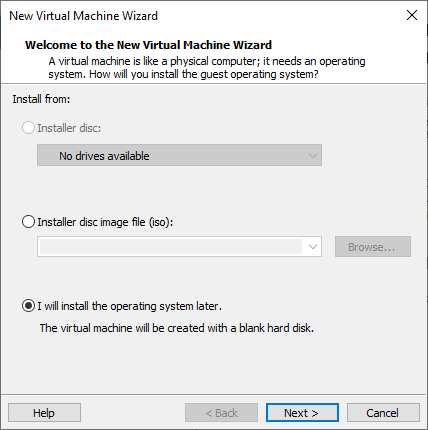 New Virtual Machine Wizard
Welcome to the New Virtual Machine Wizard
A virtual machine is like a physical computer; it needs an operating
system. How will you install the guest operating system?
Install from:
Installer disc:
No drives available
Installer disc image file (iso):
Browse...
I will install the operating system later.
The virtual machine will be created with a blank hard disk.
Help
< Back
Next >
Cancel